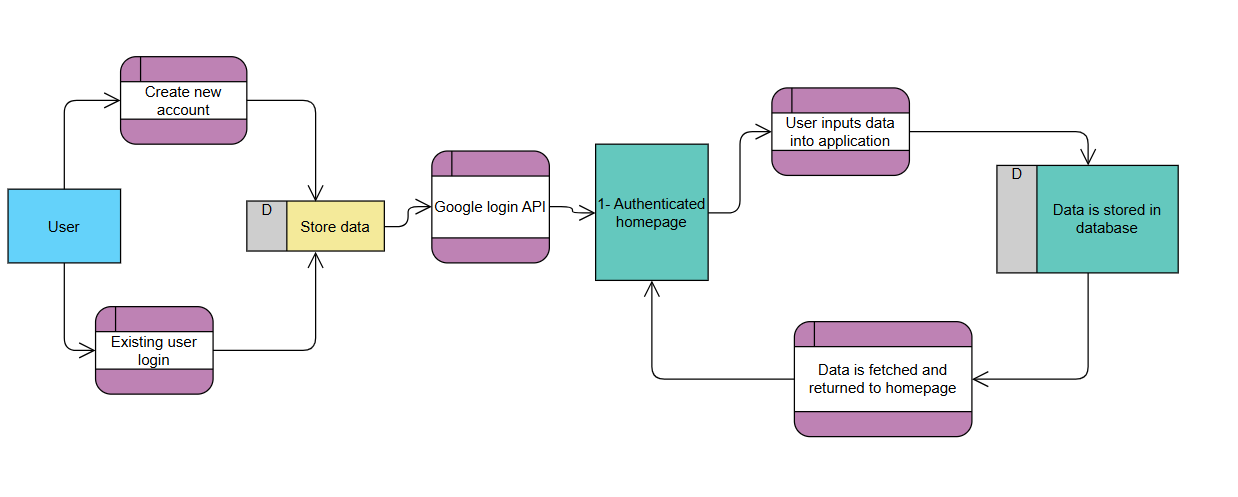 Create new
account
User
Existing user
login
D
Store data
Google login API
1- Authenticated
homepage
User inputs data
into application
D
Data is stored in
database
Data is fetched and
returned to homepage